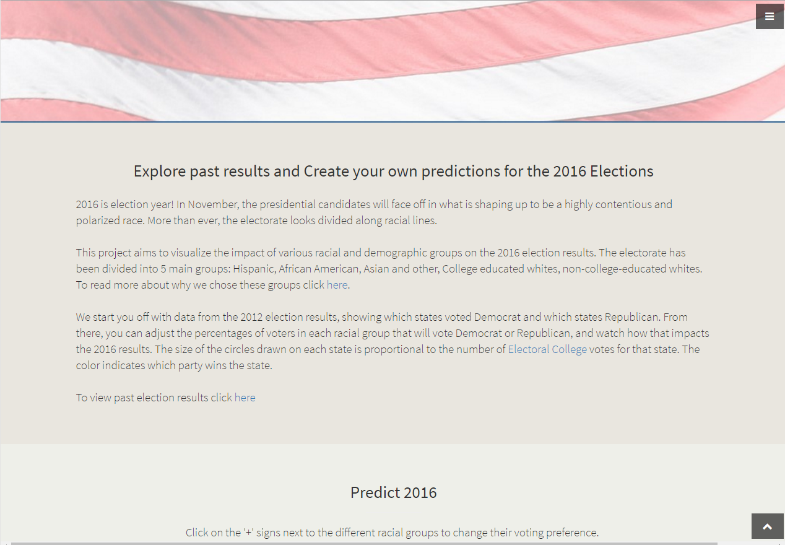 Explore past results and Create your own predictions for the 2016 Elections
2016 is election year! In November, the presidential candidates will face off in what is shaping up to be a highly contentious and
polarized race. More than ever, the electorate looks divided along racial lines.
This project aims to visualize the impact of various racial and demographic groups on the 2016 election results. The electorate has
been divided into 5 main groups: Hispanic, African American, Asian and other, College educated whites, non-college-educated whites.
To read more about why we chose these groups click here.
We start you off with data from the 2012 election results, showing which states voted Democrat and which states Republican. From
there, you can adjust the percentages of voters in each racial group that will vote Democrat or Republican, and watch how that impacts
the 2016 results. The size of the circles drawn on each state is proportional to the number of Electoral College votes for that state. The
color indicates which party wins the state.
To view past election results click here
Predict 2016
Click on the '+' signs next to the different racial groups to change their voting preference.